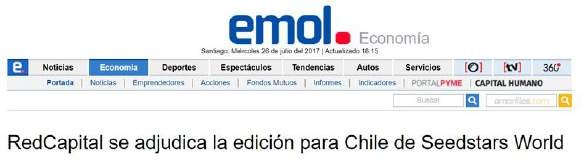 emol. Economía
Santiago, Miércoles 26 de julio del 2017 | Actualizado 18:15
e. Noticias Economía Deportes Espectáculos Tendencias Autos Servicios [O] [tv] 360°
Portada | Noticias | Emprendedores | Acciones | Fondos Mutuos | Informes | Indicadores | PORTALPYME | CAPITAL HUMANO
Buscar amarillas.com
RedCapital se adjudica la edición para Chile de Seedstars World